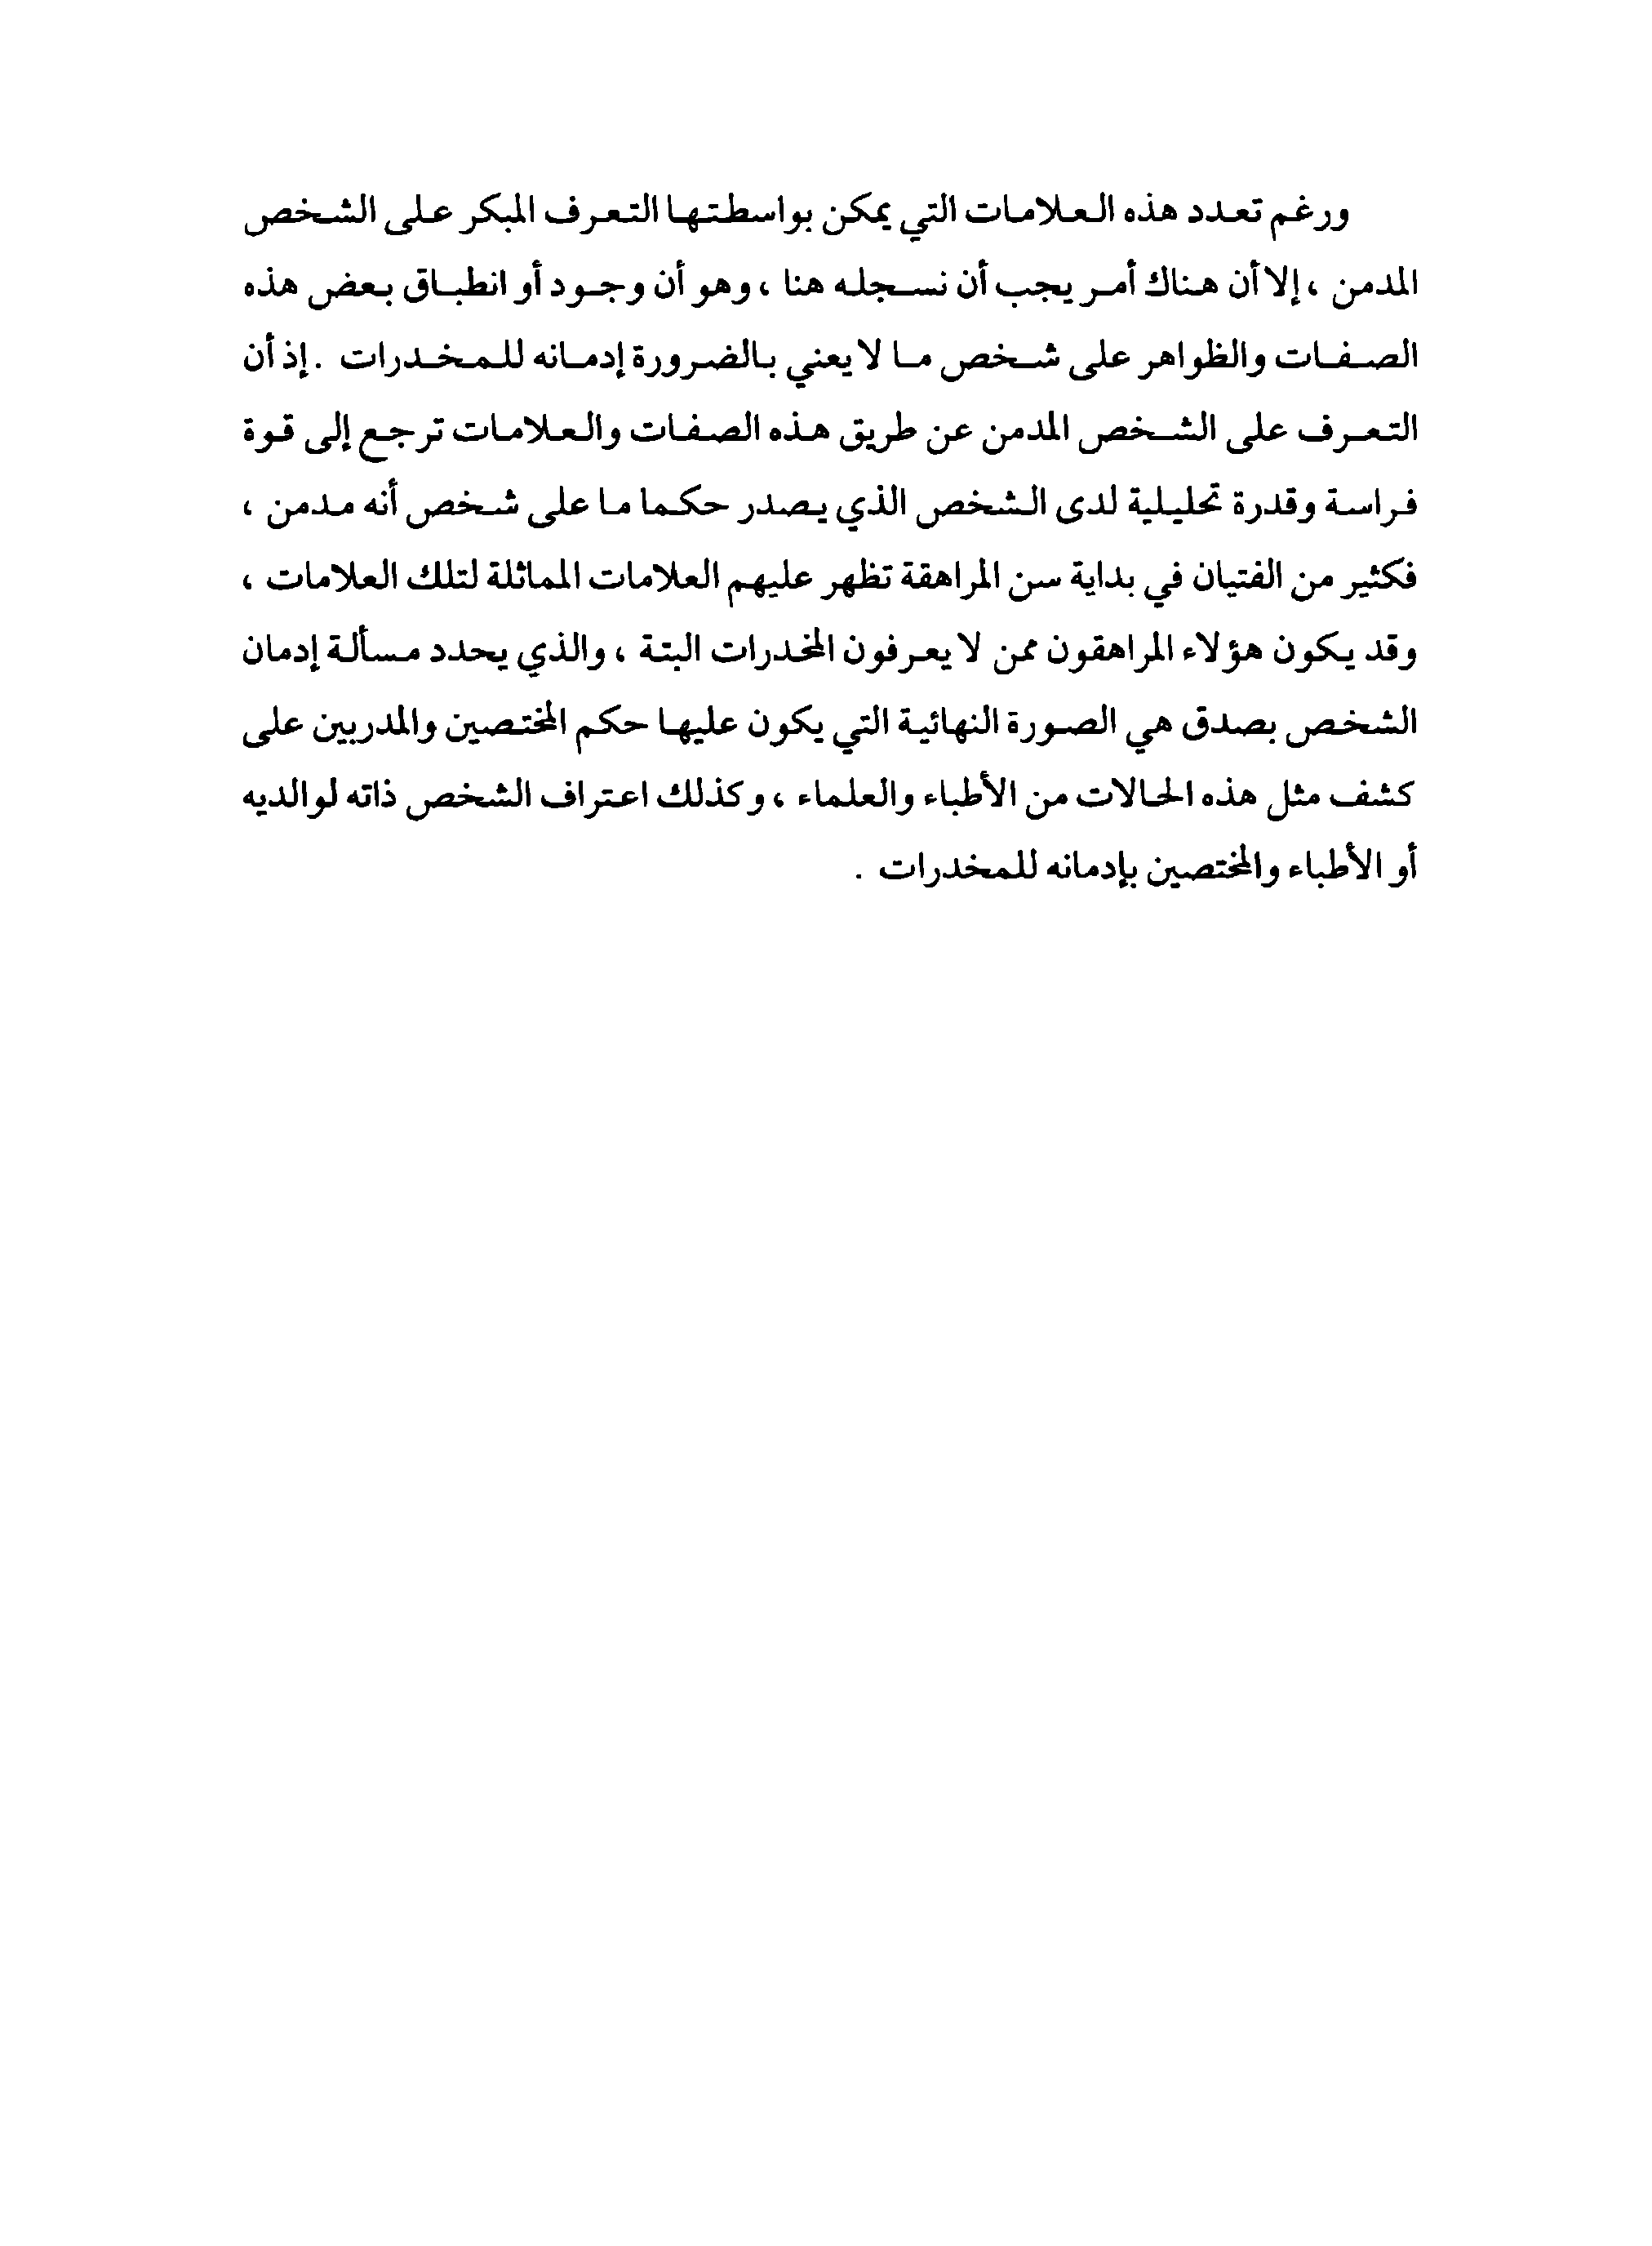 ورغم تعدد هذه العلامات التي يمكن بواسطتها التعرف المبكر على الشخص
المدمن ، إلا أن هناك أمر يجب أن نسجله هنا ، وهو أن وجود أو انطباق بعض هذه
الصفات والظواهر على شخص ما لا يعني بالضرورة إدمانه للمخدرات . إذ أن
التعرف على الشخص المدمن عن طريق هذه الصفات والعلامات ترجع إلى قوة
فراسة وقدرة تحليلية لدى الشخص الذي يصدر حكما ما على شخص أنه مدمن ،
فكثير من الفتيان في بداية سن المراهقة تظهر عليهم العلامات المماثلة لتلك العلامات ،
وقد يكون هؤلاء المراهقون ممن لا يعرفون المخدرات البتة ، والذي يحدد مسألة إدمان
الشخص بصدق هي الصورة النهائية التي يكون عليها حكم المختصين والمدربين على
كشف مثل هذه الحالات من الأطباء والعلماء ، وكذلك اعتراف الشخص ذاته لوالديه
أو الأطباء والمختصين بإدمانه للمخدرات .